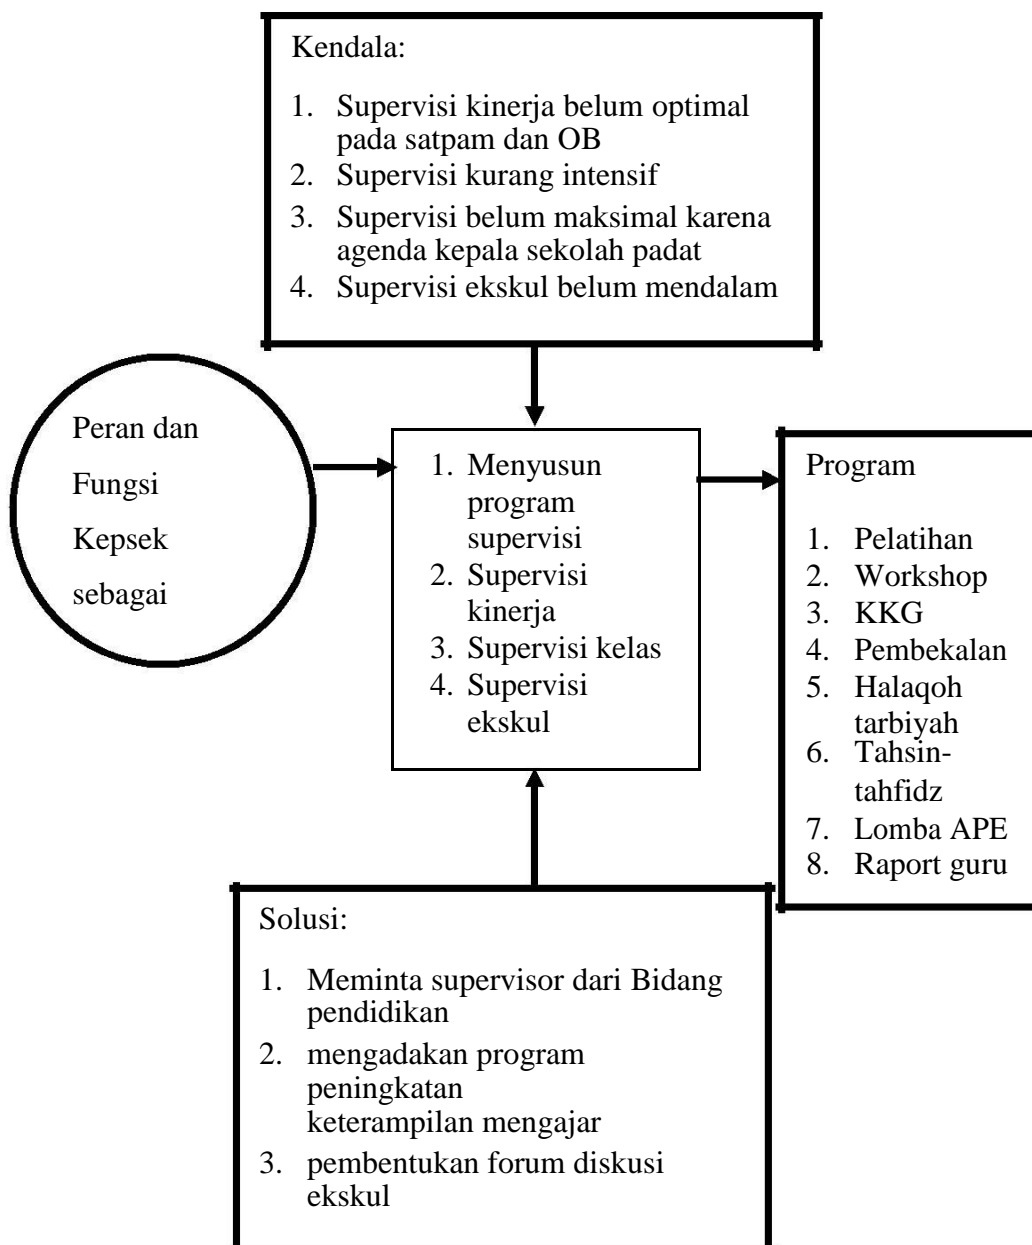 Kendala:
1. Supervisi kinerja belum optimal
pada satpam dan OB
2. Supervisi kurang intensif
3. Supervisi belum maksimal karena
agenda kepala sekolah padat
4. Supervisi ekskul belum mendalam
Peran dan
Fungsi
Kepsek
sebagai
1. Menyusun
program
supervisi
2. Supervisi
kinerja
3. Supervisi kelas
4. Supervisi
ekskul
Program
1. Pelatihan
2. Workshop
3. KKG
4. Pembekalan
5. Halaqoh
tarbiyah
6. Tahsin-
tahfidz
7. Lomba APE
8. Raport guru
Solusi:
1. Meminta supervisor dari Bidang
pendidikan
2. mengadakan program
peningkatan
keterampilan mengajar
3. pembentukan forum diskusi
ekskul